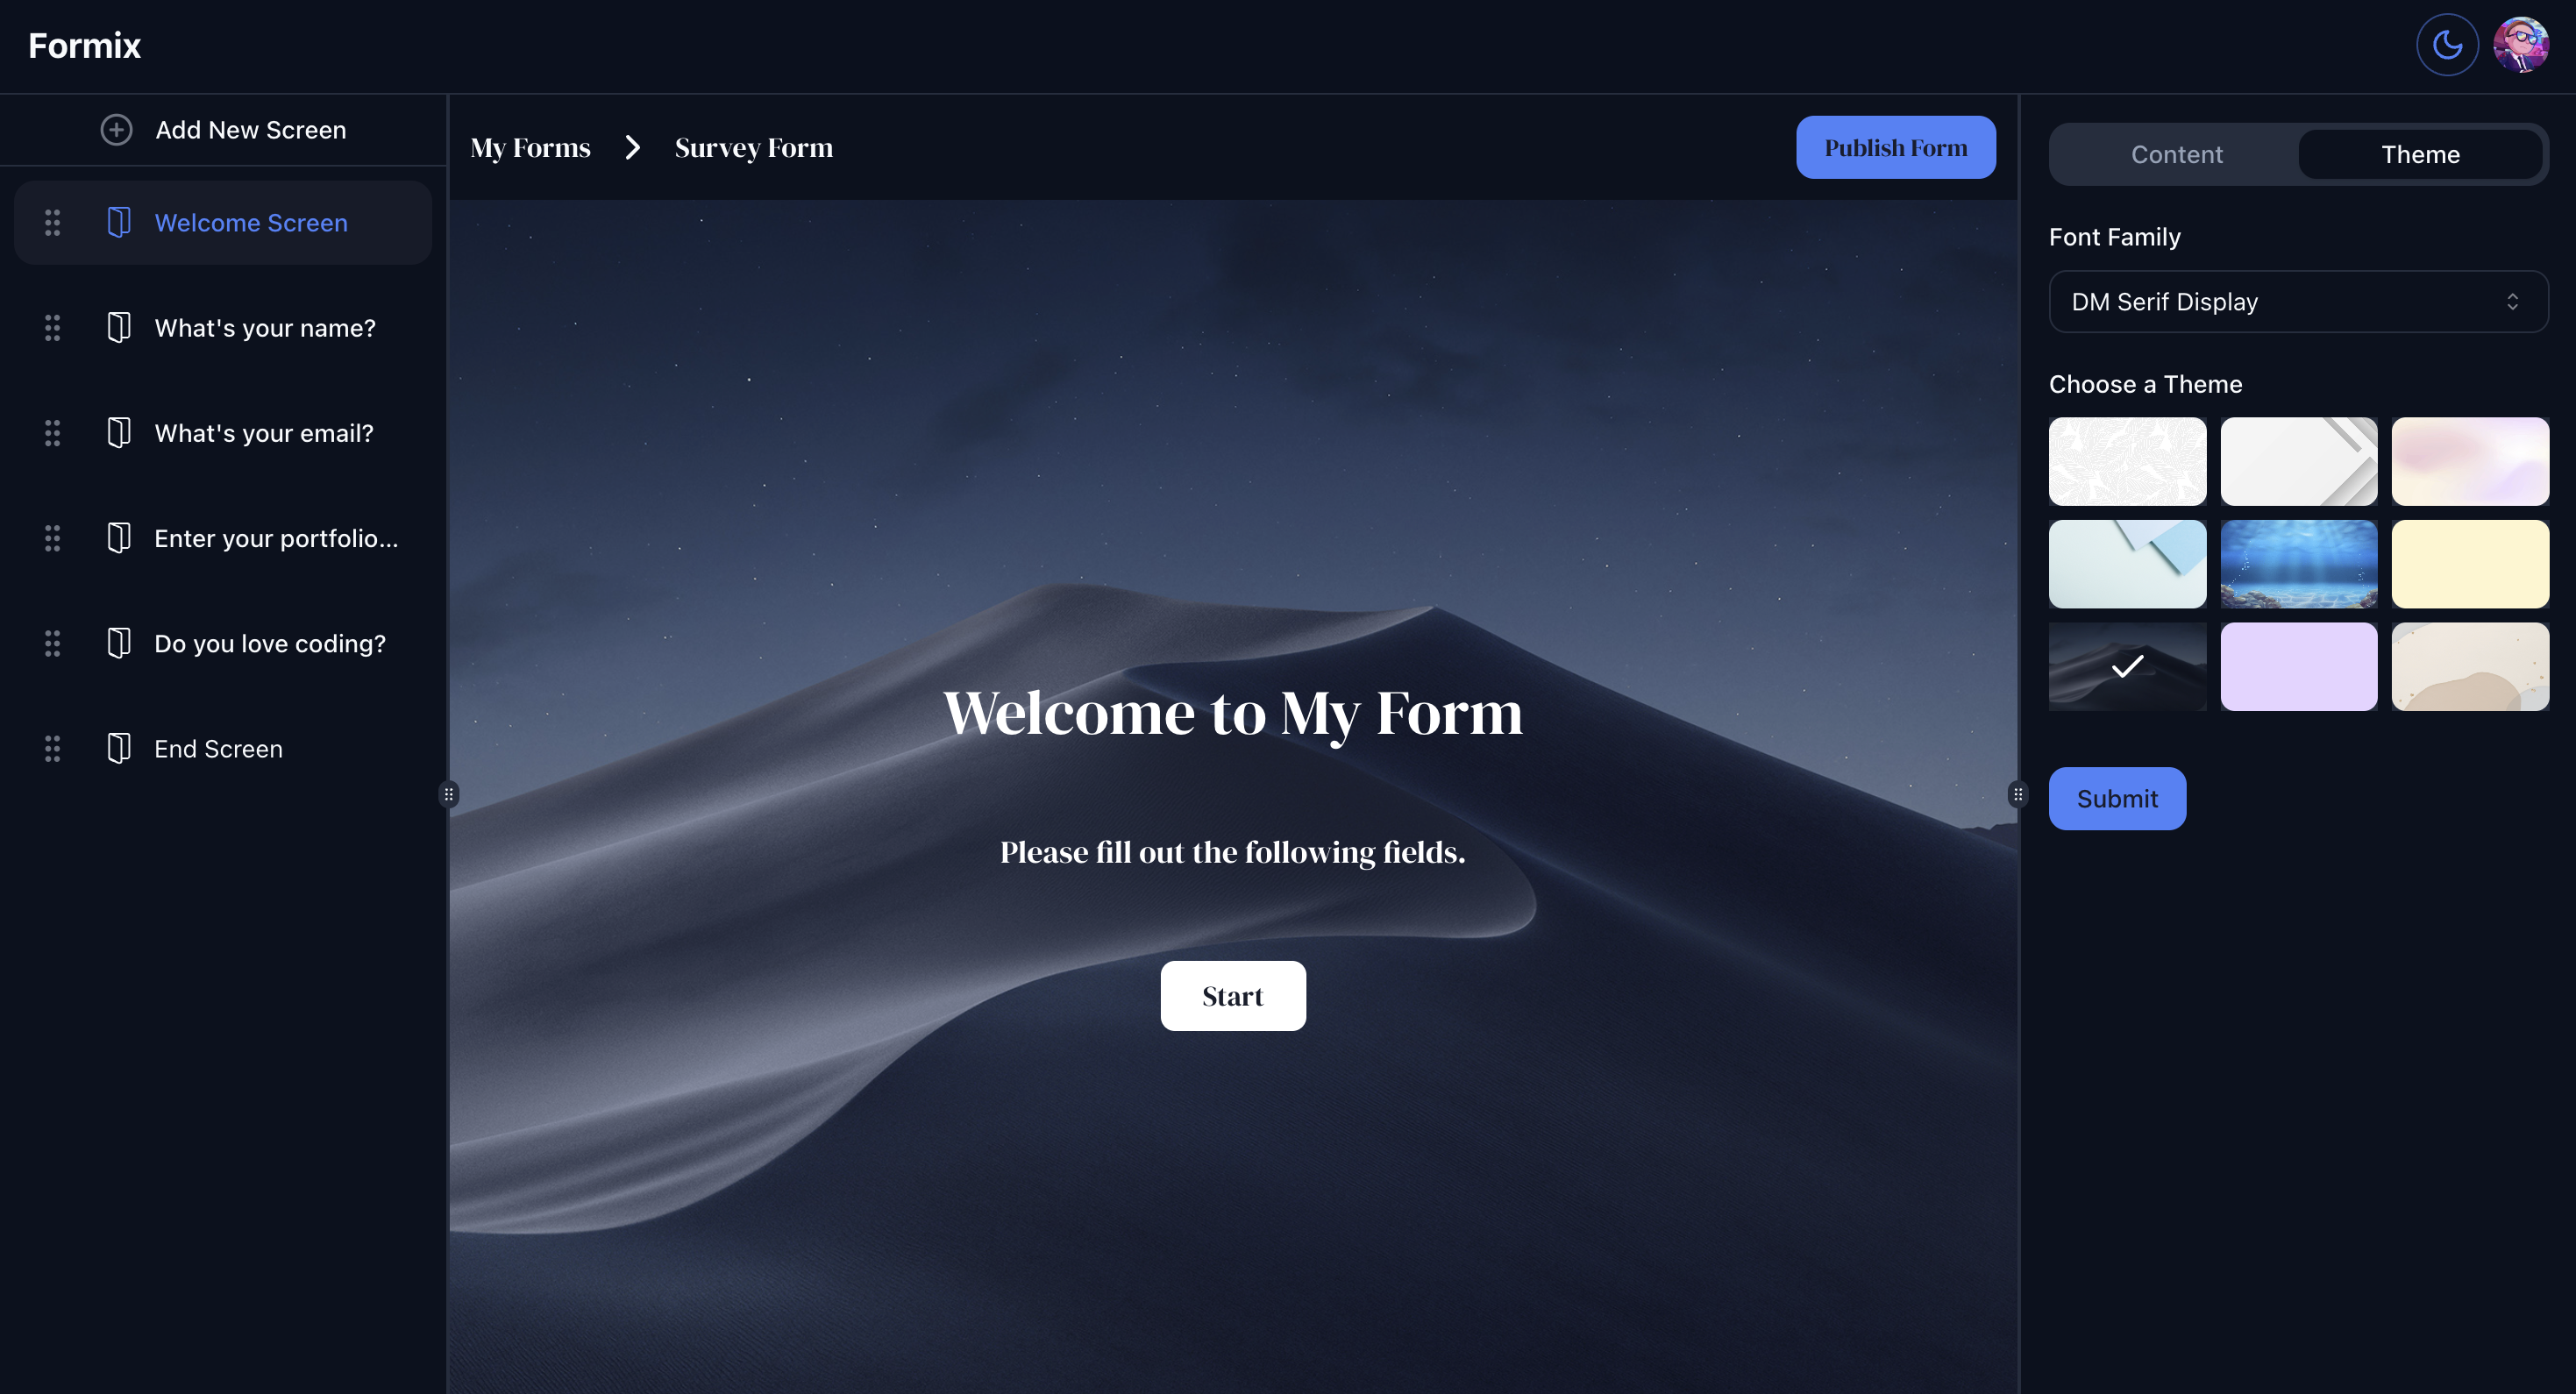 Formix
Add New Screen
Welcome Screen
What's your name?
What's your email?
Enter your portfolio...
Do you love coding?
End Screen
My Forms
Survey Form
Publish Form
Welcome to My Form
Please fill out the following fields.
Start
Content
Theme
Font Family
DM Serif Display
Choose a Theme
Submit